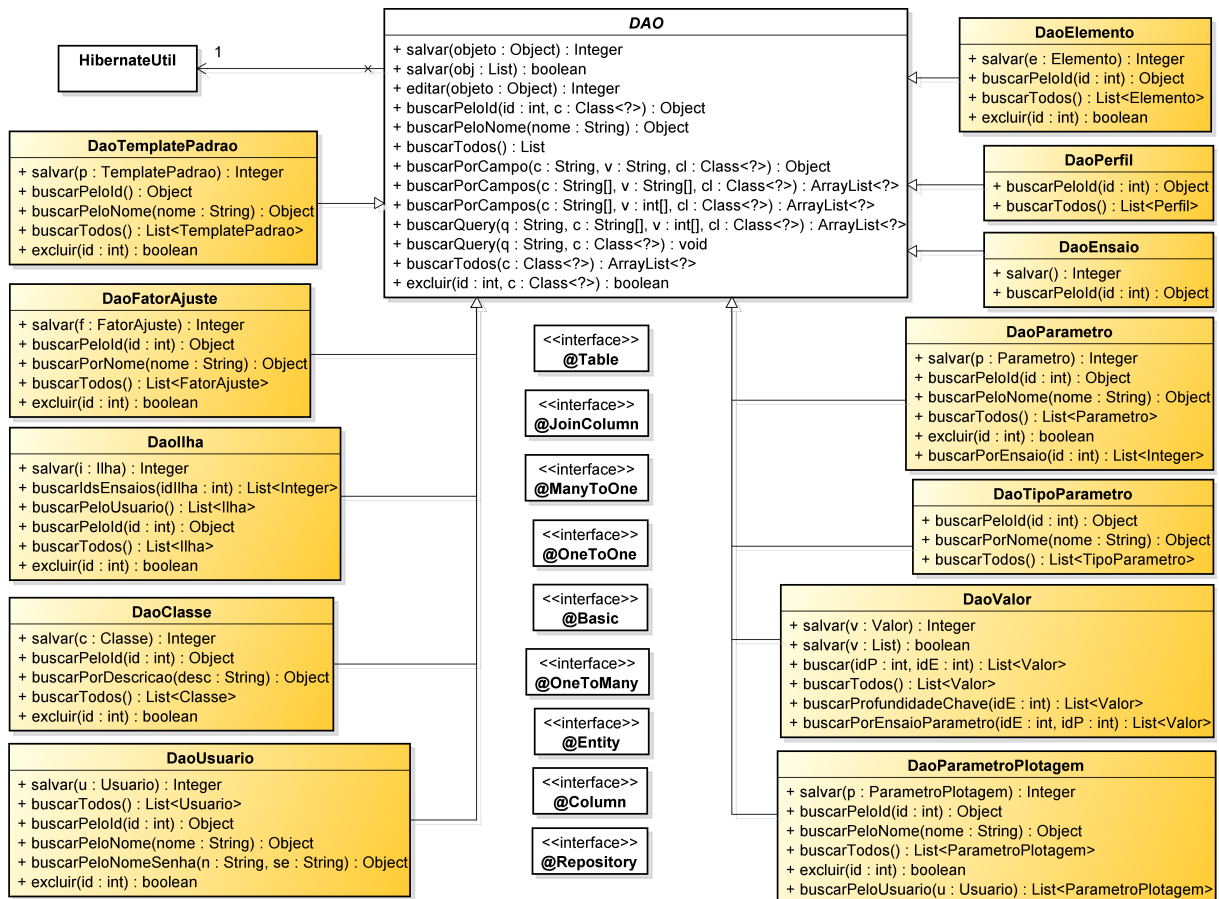 DAO
+ salvar(objeto : Object) : Integer
+ salvar(obj : List) : boolean
+ editar(objeto : Object) : Integer
+ buscarPeloId(id : int, c : Class<?>) : Object
+ buscarPeloNome(nome : String) : Object
+ buscarTodos() : List
+ buscarPorCampo(c : String, v : String, cl : Class<?>) : Object
+ buscarPorCampos(c : String[], v : String[], cl : Class<?>) : ArrayList<?>
+ buscarPorCampos(c : String[], v : int[], cl : Class<?>) : ArrayList<?>
+ buscarQuery(q : String, c : String[], v : int[], cl : Class<?>) : ArrayList<?>
+ buscarQuery(q : String, c : Class<?>) : void
+ buscarTodos(c : Class<?>) : ArrayList<?>
+ excluir(id : int, c : Class<?>) : boolean
HibernateUtil
1
DaoTemplatePadrao
+ salvar(p : TemplatePadrao) : Integer
+ buscarPeloId() : Object
+ buscarPeloNome(nome : String) : Object
+ buscarTodos() : List<TemplatePadrao>
+ excluir(id : int) : boolean
DaoFatorAjuste
+ salvar(f : FatorAjuste) : Integer
+ buscarPeloId(id : int) : Object
+ buscarPorNome(nome : String) : Object
+ buscarTodos() : List<FatorAjuste>
+ excluir(id : int) : boolean
DaoIlha
+ salvar(i : Ilha) : Integer
+ buscarIdsEnsaios(idIlha : int) : List<Integer>
+ buscarPeloUsuario() : List<Ilha>
+ buscarPeloId(id : int) : Object
+ buscarTodos() : List<Ilha>
+ excluir(id : int) : boolean
DaoClasse
+ salvar(c : Classe) : Integer
+ buscarPeloId(id : int) : Object
+ buscarPorDescricao(desc : String) : Object
+ buscarTodos() : List<Classe>
+ excluir(id : int) : boolean
DaoUsuario
+ salvar(u : Usuario) : Integer
+ buscarTodos() : List<Usuario>
+ buscarPeloId(id : int) : Object
+ buscarPeloNome(nome : String) : Object
+ buscarPeloNomeSenha(n : String, se : String) : Object
+ excluir(id : int) : boolean
<<interface>>
@Table
<<interface>>
@JoinColumn
<<interface>>
@ManyToOne
<<interface>>
@OneToOne
<<interface>>
@Basic
<<interface>>
@OneToMany
<<interface>>
@Entity
<<interface>>
@Column
<<interface>>
@Repository
DaoElemento
+ salvar(e : Elemento) : Integer
+ buscarPeloId(id : int) : Object
+ buscarTodos() : List<Elemento>
+ excluir(id : int) : boolean
DaoPerfil
+ buscarPeloId(id : int) : Object
+ buscarTodos() : List<Perfil>
DaoEnsaio
+ salvar() : Integer
+ buscarPeloId(id : int) : Object
DaoParametro
+ salvar(p : Parametro) : Integer
+ buscarPeloId(id : int) : Object
+ buscarPeloNome(nome : String) : Object
+ buscarTodos() : List<Parametro>
+ excluir(id : int) : boolean
+ buscarPorEnsaio(id : int) : List<Integer>
DaoTipoParametro
+ buscarPeloId(id : int) : Object
+ buscarPorNome(nome : String) : Object
+ buscarTodos() : List<TipoParametro>
DaoValor
+ salvar(v : Valor) : Integer
+ salvar(v : List) : boolean
+ buscar(idP : int, idE : int) : List<Valor>
+ buscarTodos() : List<Valor>
+ buscarProfundidadeChave(idE : int) : List<Valor>
+ buscarPorEnsaioParametro(idE : int, idP : int) : List<Valor>
DaoParametroPlotagem
+ salvar(p : ParametroPlotagem) : Integer
+ buscarPeloId(id : int) : Object
+ buscarPeloNome(nome : String) : Object
+ buscarTodos() : List<ParametroPlotagem>
+ excluir(id : int) : boolean
+ buscarPeloUsuario(u : Usuario) : List<ParametroPlotagem>